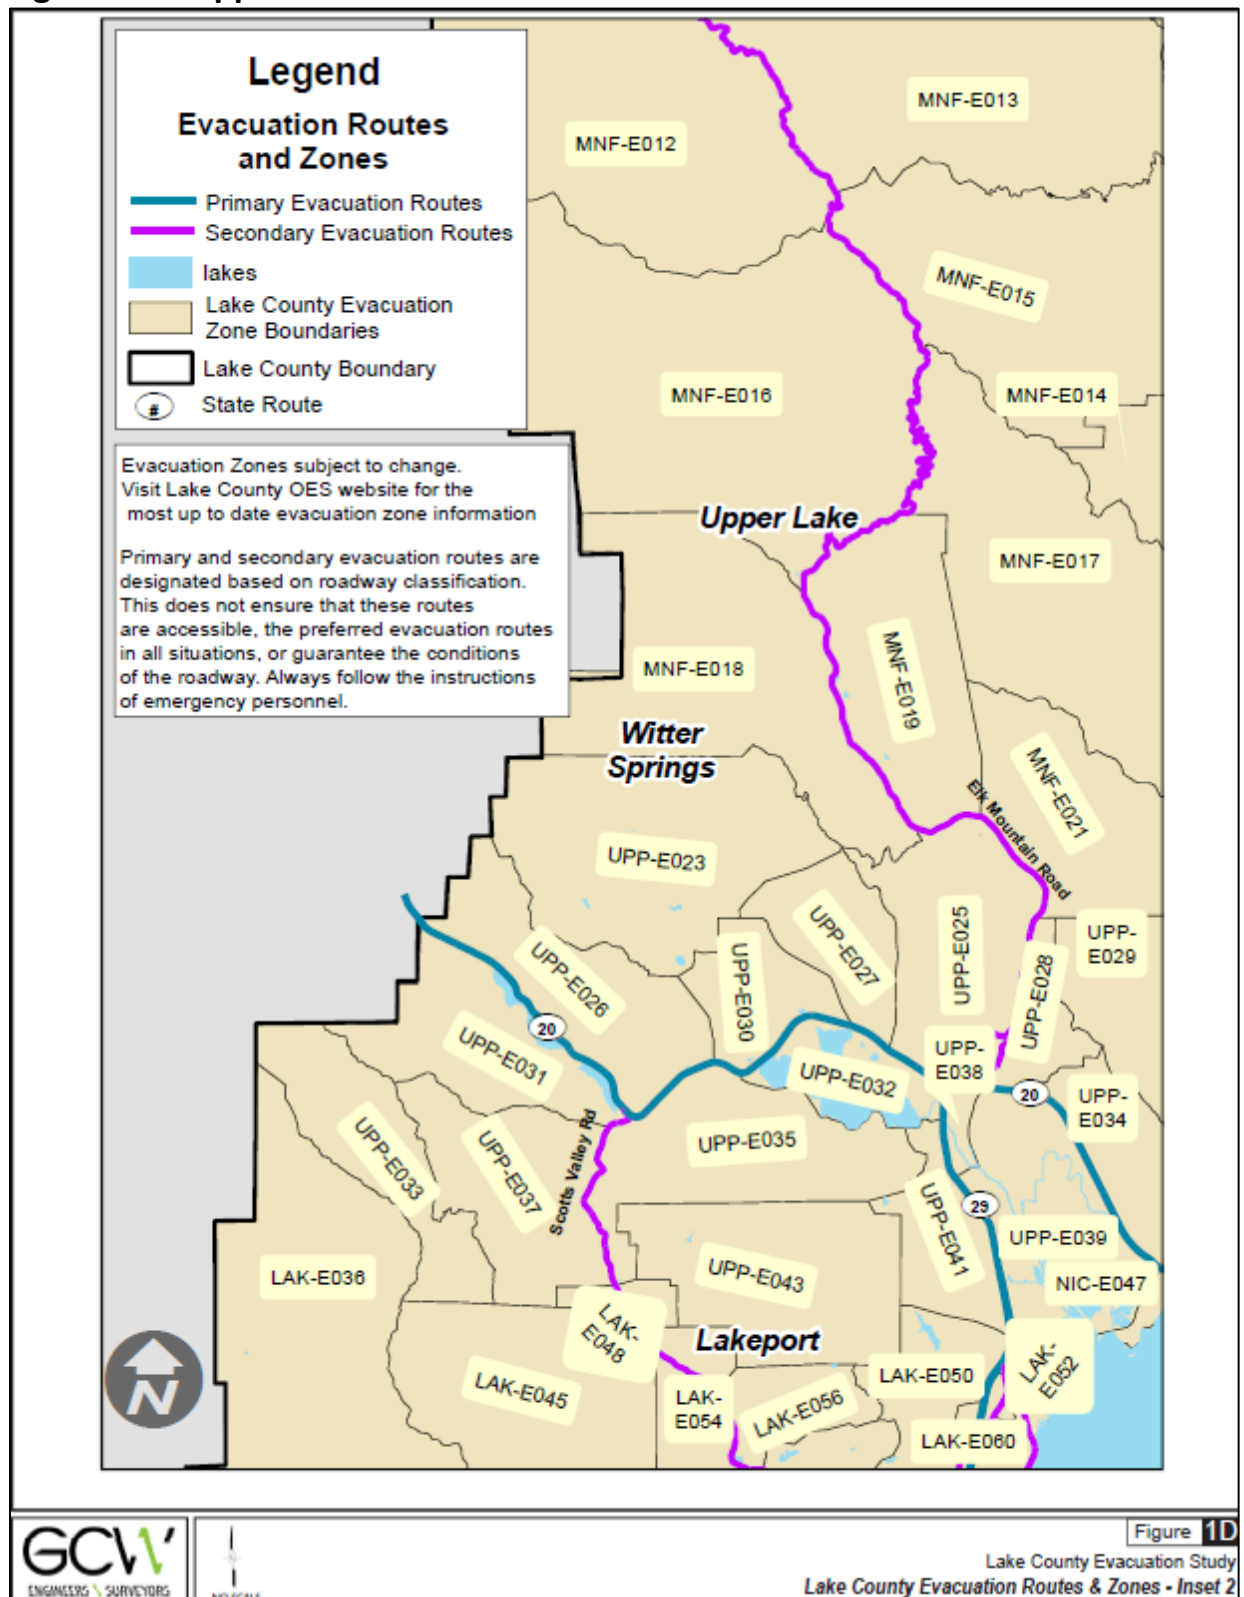 Legend
Evacuation Routes
and Zones
Primary Evacuation Routes
Secondary Evacuation Routes
lakes
Lake County Evacuation
Zone Boundaries
Lake County Boundary
#
State Route
Evacuation Zones subject to change.
Visit Lake County OES website for the
most up to date evacuation zone information
Primary and secondary evacuation routes are
designated based on roadway classification.
This does not ensure that these routes
are accessible, the preferred evacuation routes
in all situations, or guarantee the conditions
of the roadway. Always follow the instructions
of emergency personnel.
MNF-E013
MNF-E012
MNF-E015
MNF-E016
MNF-E014
Upper Lake
MNF-E017
MNF-E018
MNF-E019
Witter
Springs
MNF-E021
Elk Mountain Road
UPP-E023
UPP-E027
UPP-E025
UPP-
E029
UPP-E026
UPP-E030
UPP-E028
20
UPP-E031
UPP-
E038
UPP-E032
20
UPP-
E034
UPP-E033
UPP-E037
Scotts Valley Rd
UPP-E035
UPP-E041
29
UPP-E039
LAK-E036
UPP-E043
NIC-E047
LAK-
E048
Lakeport
LAK-
E052
LAK-E045
LAK-E050
LAK-
E054
LAK-E056
LAK-E060
N
GCW
ENGINEERS \ SURVEYORS
NO SCALE
Figure 1D
Lake County Evacuation Study
Lake County Evacuation Routes & Zones - Inset 2